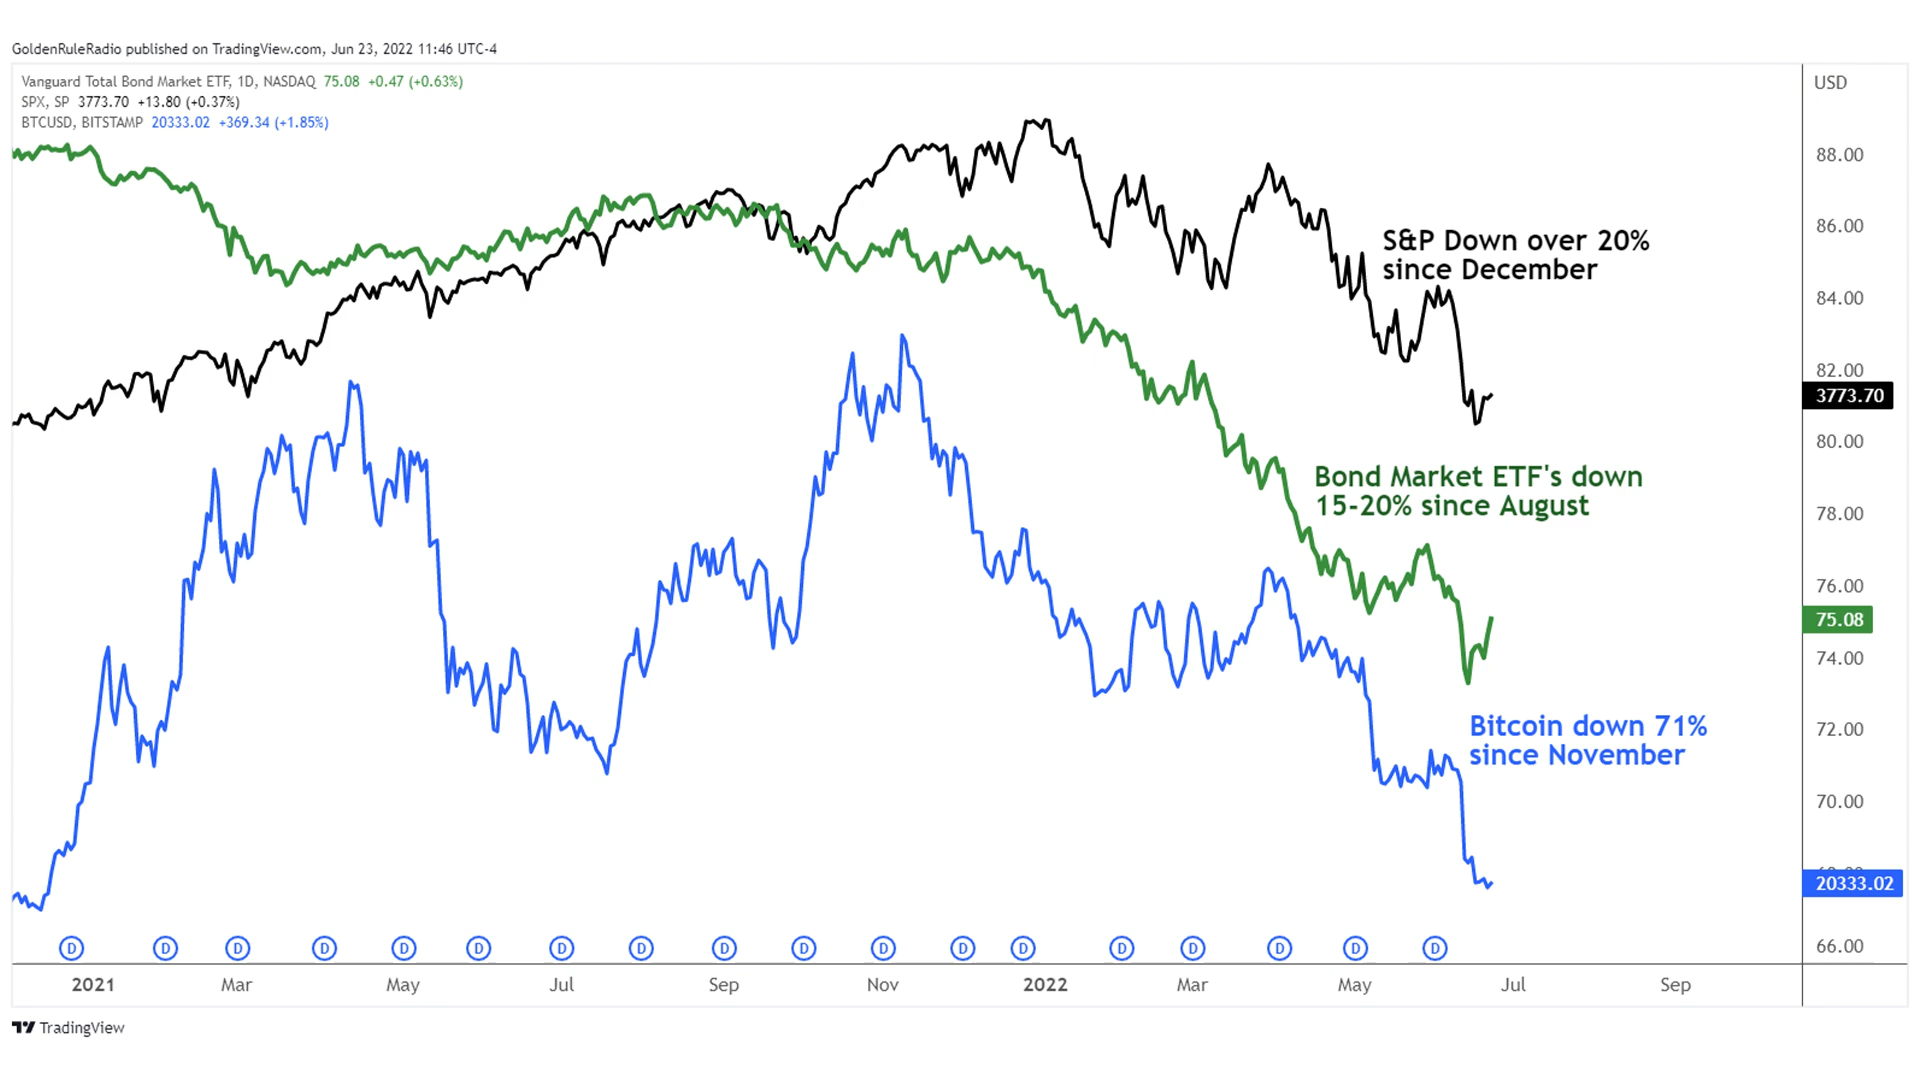 GoldenRuleRadio published on TradingView.com, Jun 23, 2022 11:46 UTC-4
Vanguard Total Bond Market ETF, 1D, NASDAQ 75.08 +0.47 (+0.63%)
SPX, SP 3773.70 +13.80 (+0.37%)
BTCUSD, BITSTAMP 20333.02 +369.34 (+1.85%)
USD
88.00
86.00
S&P Down over 20%
since December
84.00
82.00
3773.70
80.00
Bond Market ETF's down
15-20% since August
78.00
76.00
75.08
74.00
Bitcoin down 71%
since November
72.00
70.00
20333.02
D D D D D D D D D D D D D D D D D D
66.00
2021 Mar May Jul Sep Nov 2022 Mar May Jul Sep
TradingView